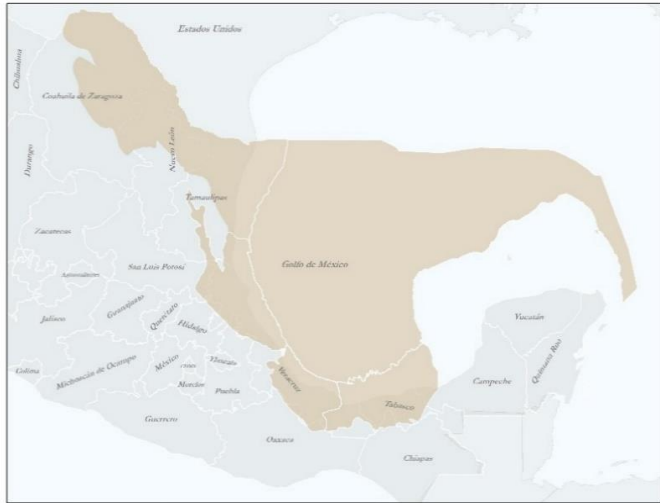 Estados Unidos
Chihuahua
Coahuila de Zaragoza
Nuevo León
Durango
Tamaulipas
Zacatecas
Golfo de México
San Luis Potosí
Aguascalientes
Guanajuato
Querétaro
Hidalgo
Jalisco
Yucatán
Quintana Roo
Colima
Michoacán de Ocampo
México
Tlaxcala
Veracruz
Campeche
Morelos
Puebla
Tabasco
Guerrero
Oaxaca
Chiapas